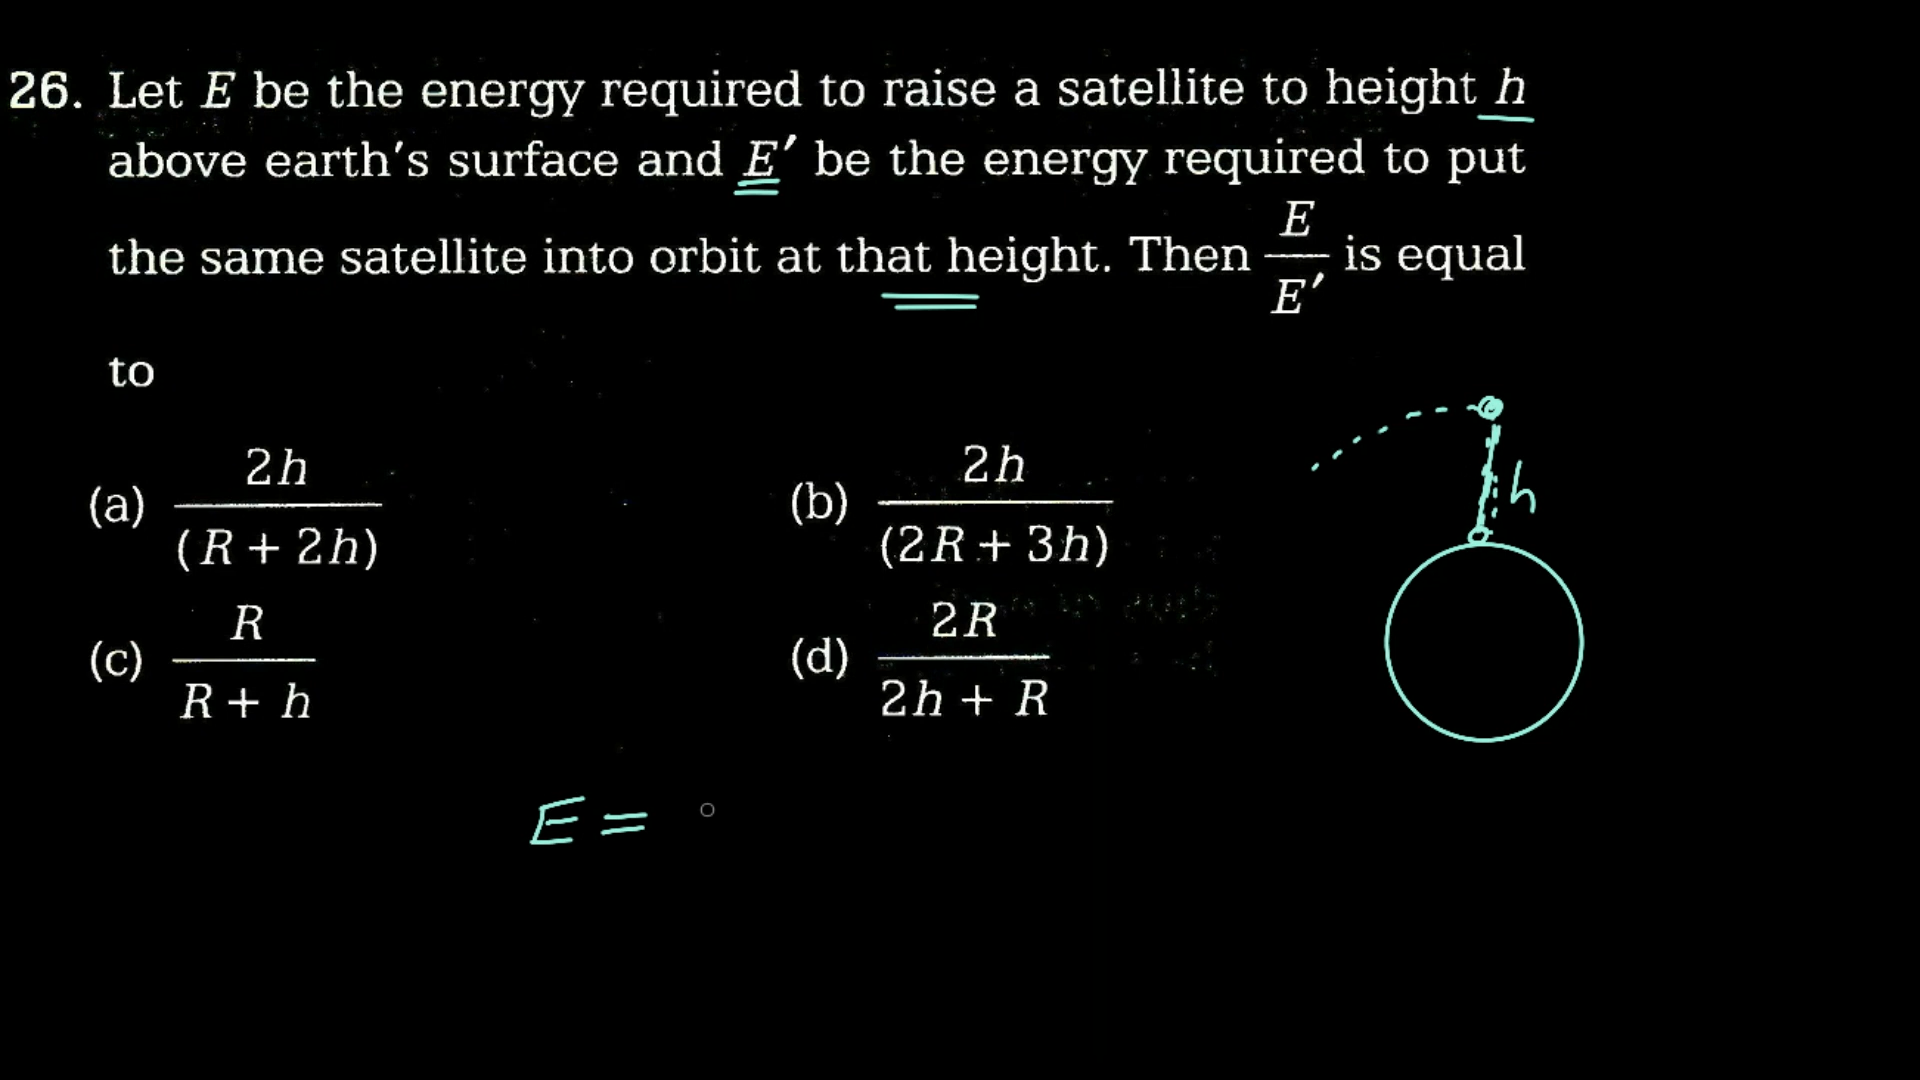 26. Let E be the energy required to raise a satellite to height h
above earth's surface and E′ be the energy required to put
the same satellite into orbit at that height. Then E/E′ is equal
to
(a) 2h/(R + 2h) (b) 2h/(2R + 3h)
(c) R/R + h (d) 2R/2h + R
h
E =